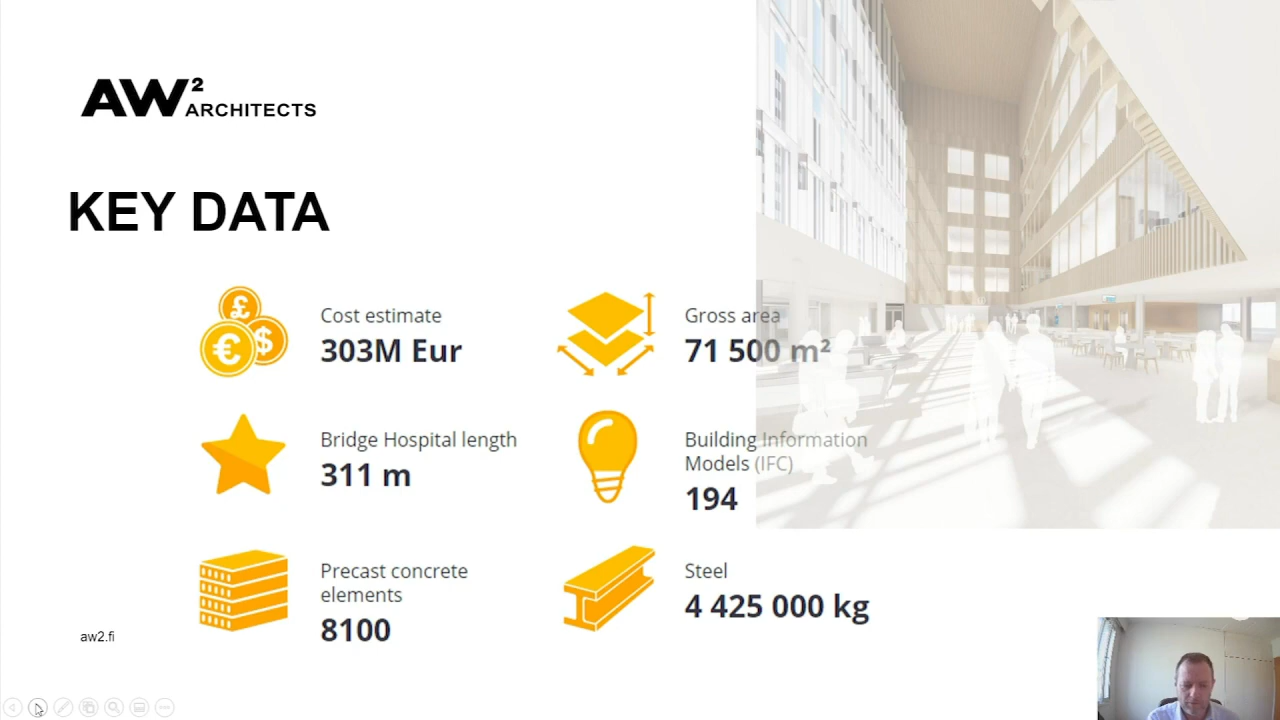 AW²
ARCHITECTS
KEY DATA
Cost estimate
303M Eur
Gross area
71 500 m²
Bridge Hospital length
311 m
Building Information
Models (IFC)
194
Precast concrete
elements
8100
Steel
4 425 000 kg
aw2.fi